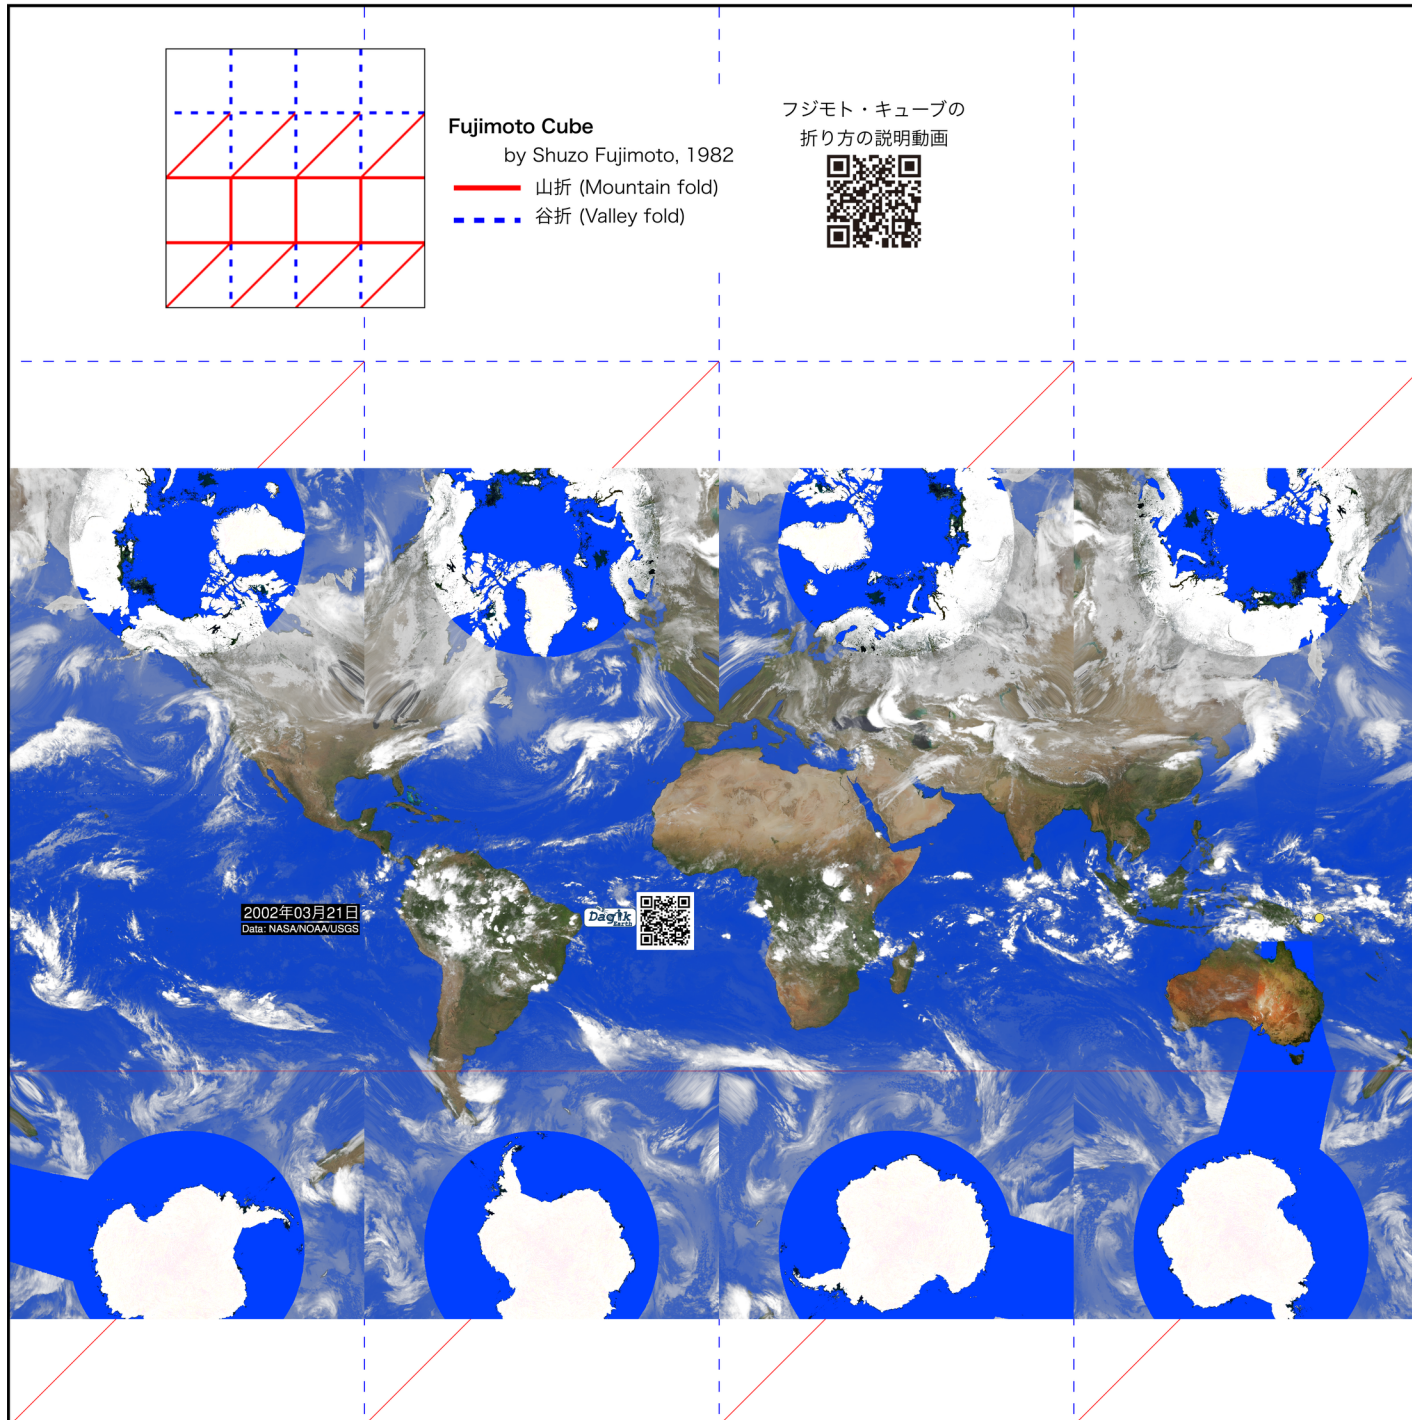 Fujimoto Cube
by Shuzo Fujimoto, 1982
山折 (Mountain fold)
谷折 (Valley fold)
フジモト・キューブの
折り方の説明動画
2002年03月21日
Data: NASA/NOAA/USGS
Dagik
Earth